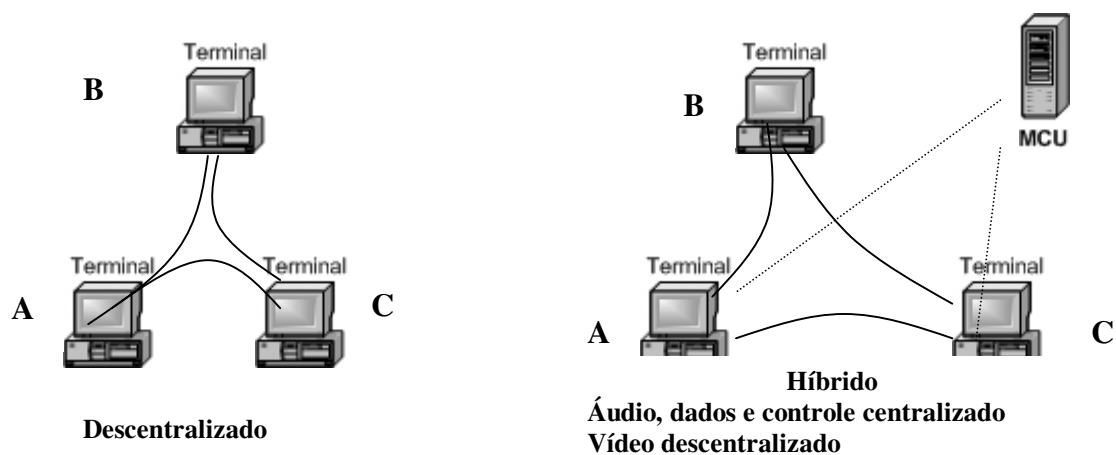 Terminal
B
Terminal
Terminal
A
C
Descentralizado
Terminal
B
MCU
Terminal
Terminal
A
C
Híbrido
Áudio, dados e controle centralizado
Vídeo descentralizado